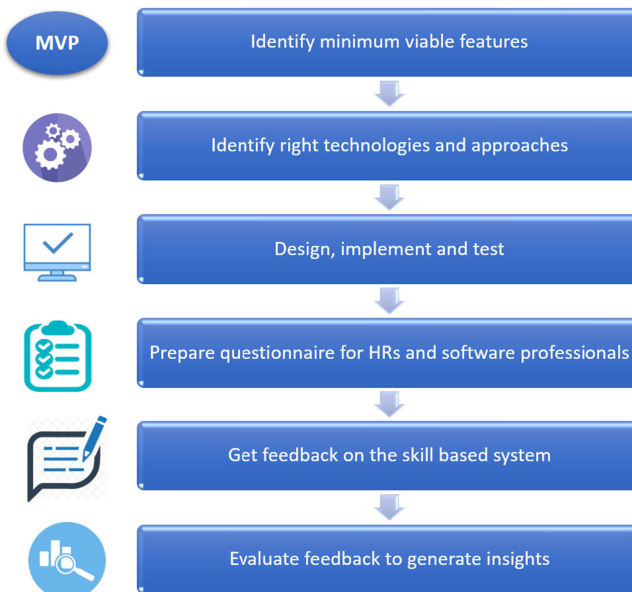 MVP
Identify minimum viable features
Identify right technologies and approaches
Design, implement and test
Prepare questionnaire for HRs and software professionals
Get feedback on the skill based system
Evaluate feedback to generate insights